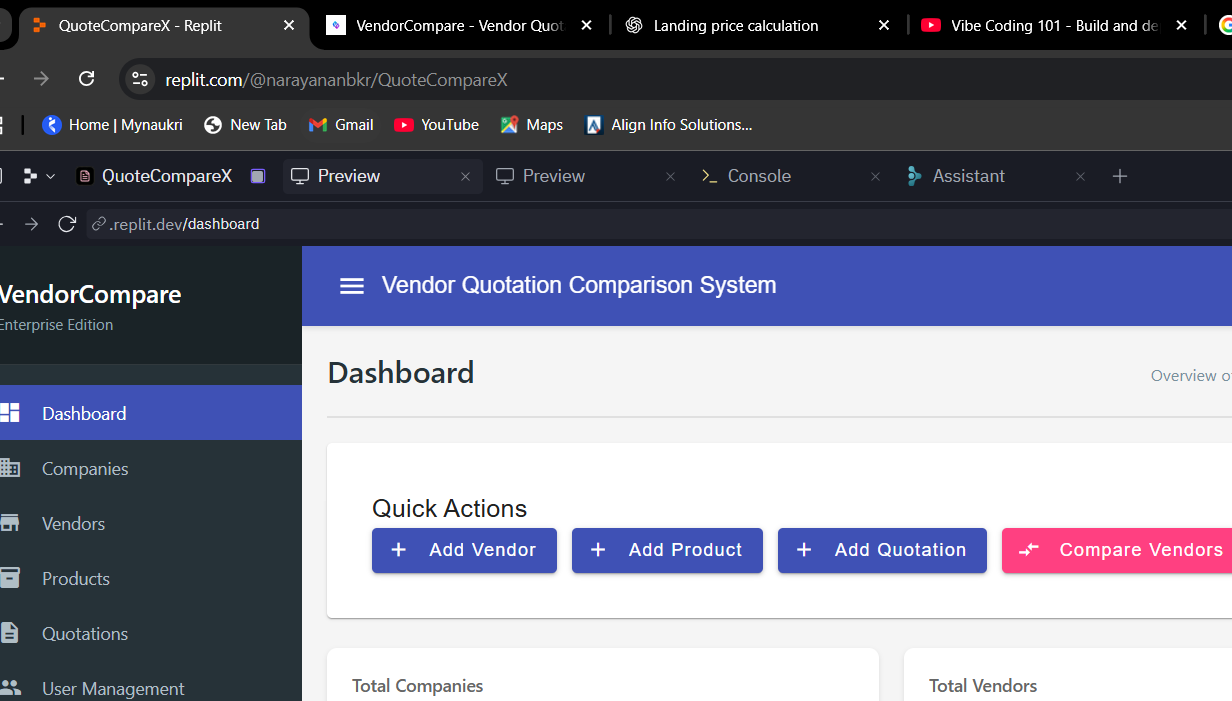 QuoteCompareX - Replit
VendorCompare - Vendor Quot
Landing price calculation
Vibe Coding 101 - Build and de
replit.com/@narayananbkr/QuoteCompareX
Home | Mynaukri
New Tab
Gmail
YouTube
Maps
Align Info Solutions...
QuoteCompareX
Preview
Preview
Console
Assistant
.replit.dev/dashboard
VendorCompare
Enterprise Edition
Vendor Quotation Comparison System
Dashboard
Companies
Vendors
Products
Quotations
User Management
Dashboard
Overview o
Quick Actions
+ Add Vendor
+ Add Product
+ Add Quotation
Compare Vendors
Total Companies
Total Vendors